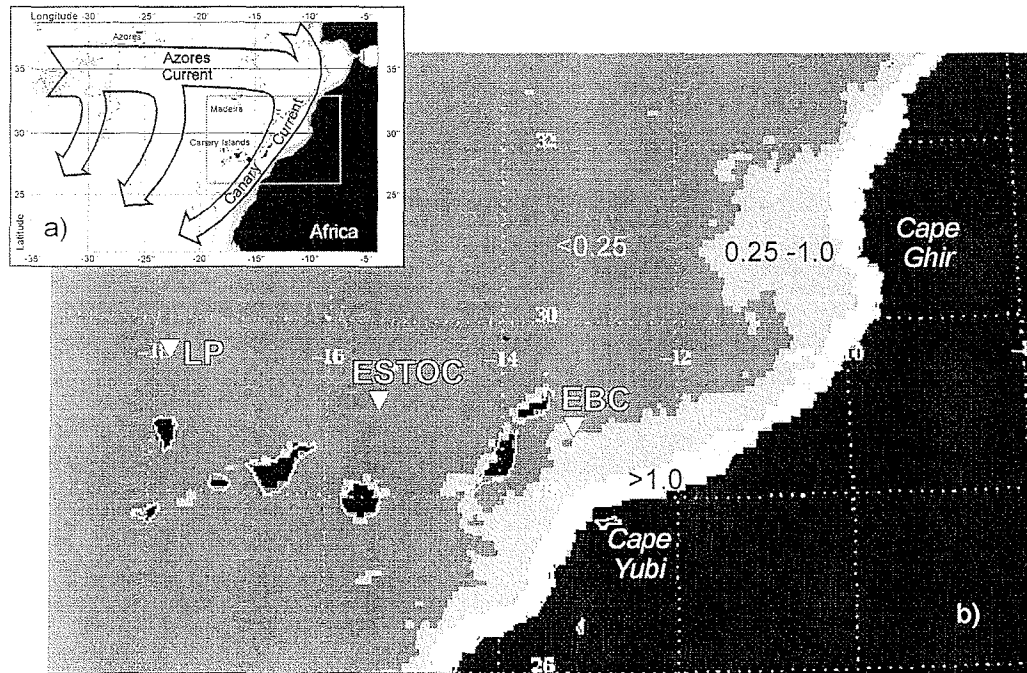 Longitude -30 -25 -20 -15 -10 -5
Azores
Azores
Current
35
Madeira
30
Canary Islands
Canary Current
25
Latitude
a)
Africa
-35 -30° -25° -20° -15° -10° -5°
35°
30°
25°
32
<0.25
0.25 -1.0
Cape
Ghir
30
-18
16
-14
-12
10
LP
ESTOC
EBC
>1.0
Cape
Yubi
b)
26